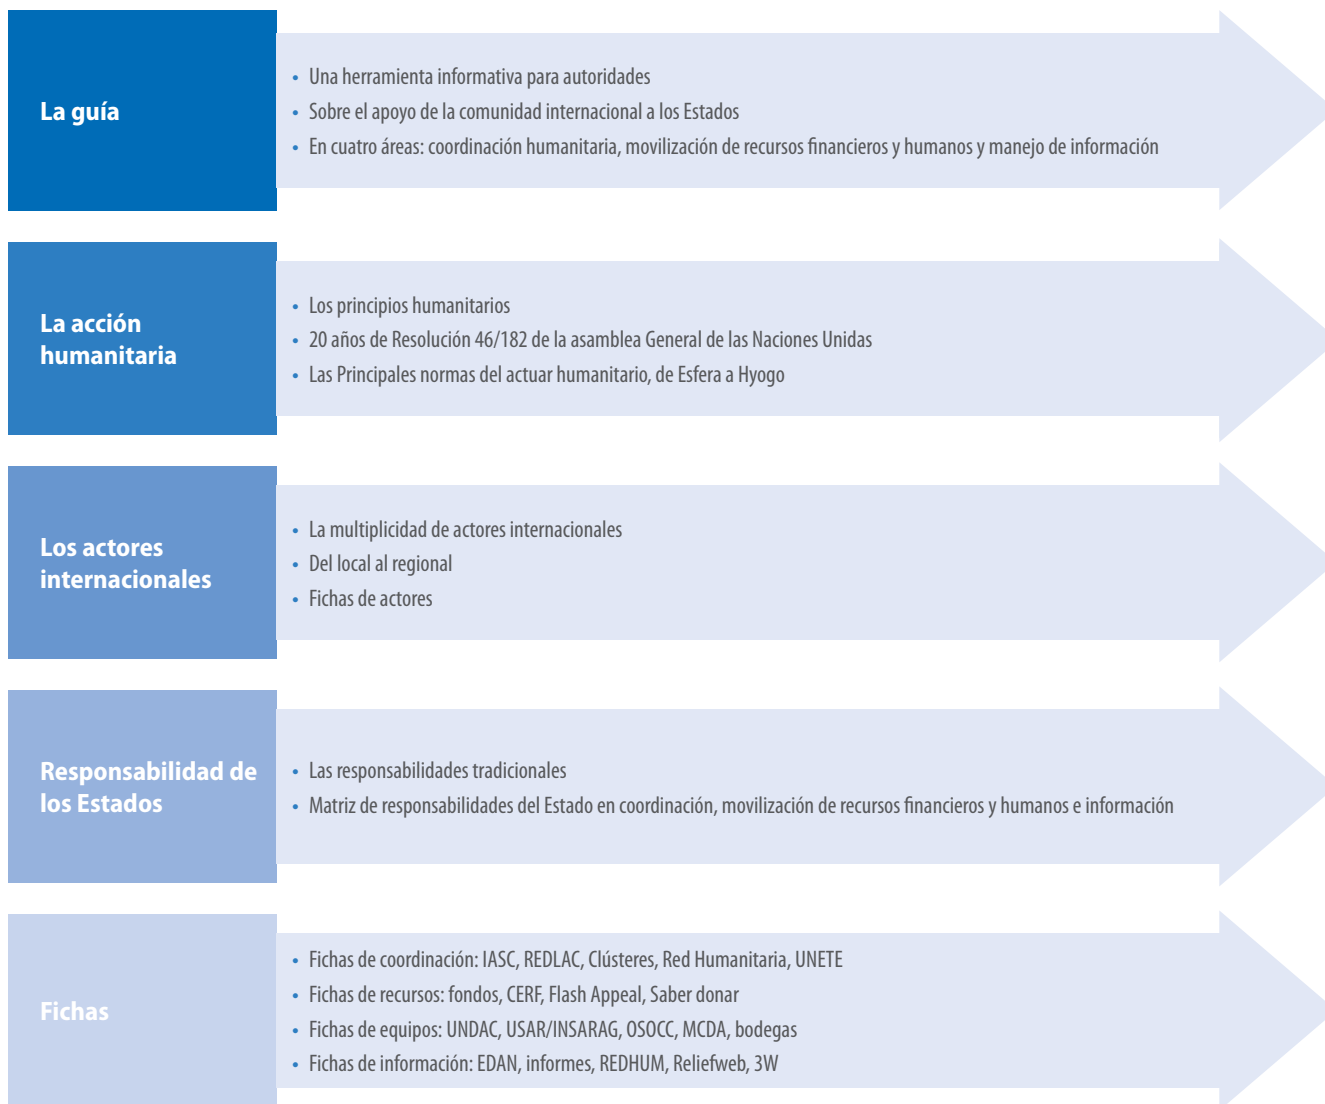 La guía
• Una herramienta informativa para autoridades
• Sobre el apoyo de la comunidad internacional a los Estados
• En cuatro áreas: coordinación humanitaria, movilización de recursos financieros y humanos y manejo de información
La acción
humanitaria
• Los principios humanitarios
• 20 años de Resolución 46/182 de la asamblea General de las Naciones Unidas
• Las Principales normas del actuar humanitario, de Esfera a Hyogo
Los actores
internacionales
• La multiplicidad de actores internacionales
• Del local al regional
• Fichas de actores
Responsabilidad de
los Estados
• Las responsabilidades tradicionales
• Matriz de responsabilidades del Estado en coordinación, movilización de recursos financieros y humanos e información
Fichas
• Fichas de coordinación: IASC, REDLAC, Clústeres, Red Humanitaria, UNETE
• Fichas de recursos: fondos, CERF, Flash Appeal, Saber donar
• Fichas de equipos: UNDAC, USAR/INSARAG, OSOCC, MCDA, bodegas
• Fichas de información: EDAN, informes, REDHUM, Reliefweb, 3W